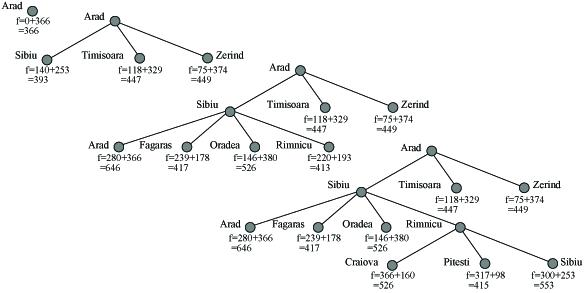 Arad
f=0+366
=366
Arad
Sibiu
f=140+253
=393
Timisoara
f=118+329
=447
Zerind
f=75+374
=449
Arad
Sibiu
Timisoara
f=118+329
=447
Zerind
f=75+374
=449
Arad
f=280+366
=646
Fagaras
f=239+178
=417
Oradea
f=146+380
=526
Rimnicu
f=220+193
=413
Arad
Sibiu
Timisoara
f=118+329
=447
Zerind
f=75+374
=449
Arad
f=280+366
=646
Fagaras
f=239+178
=417
Oradea
f=146+380
=526
Rimnicu
Craiova
f=366+160
=526
Pitesti
f=317+98
=415
Sibiu
f=300+253
=553